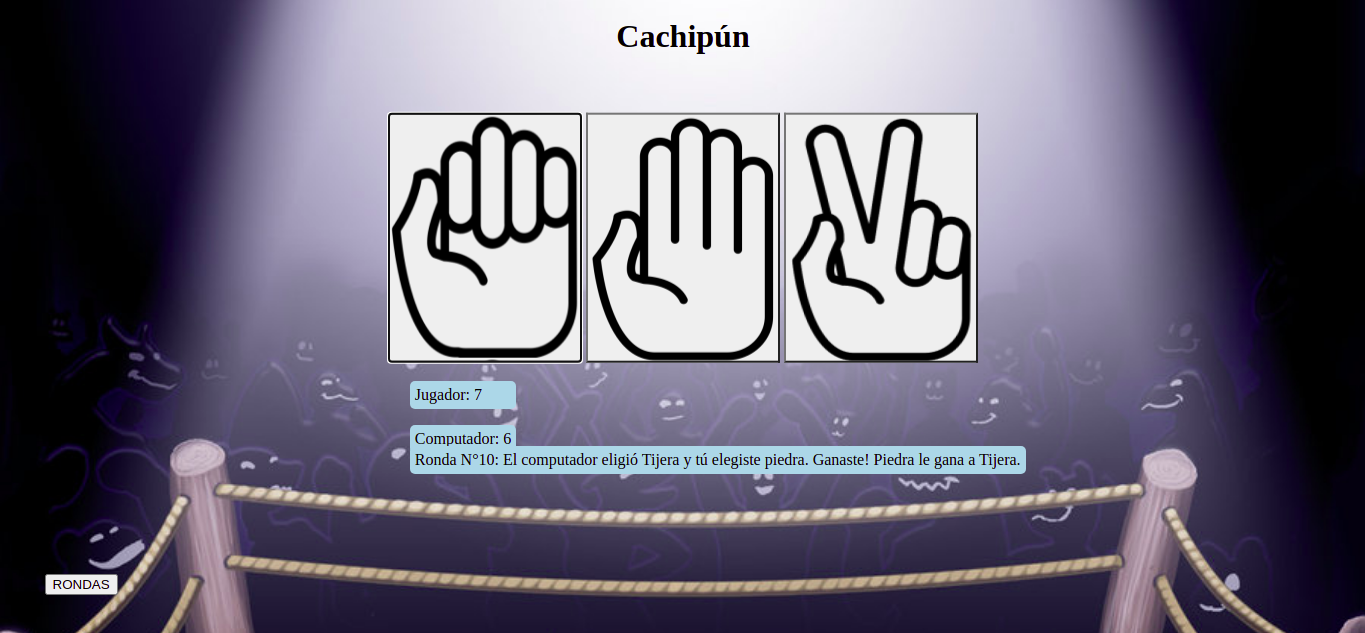 Cachipún
Jugador: 7
Computador: 6
Ronda N°10: El computador eligió Tijera y tú elegiste piedra. Ganaste! Piedra le gana a Tijera.
RONDAS